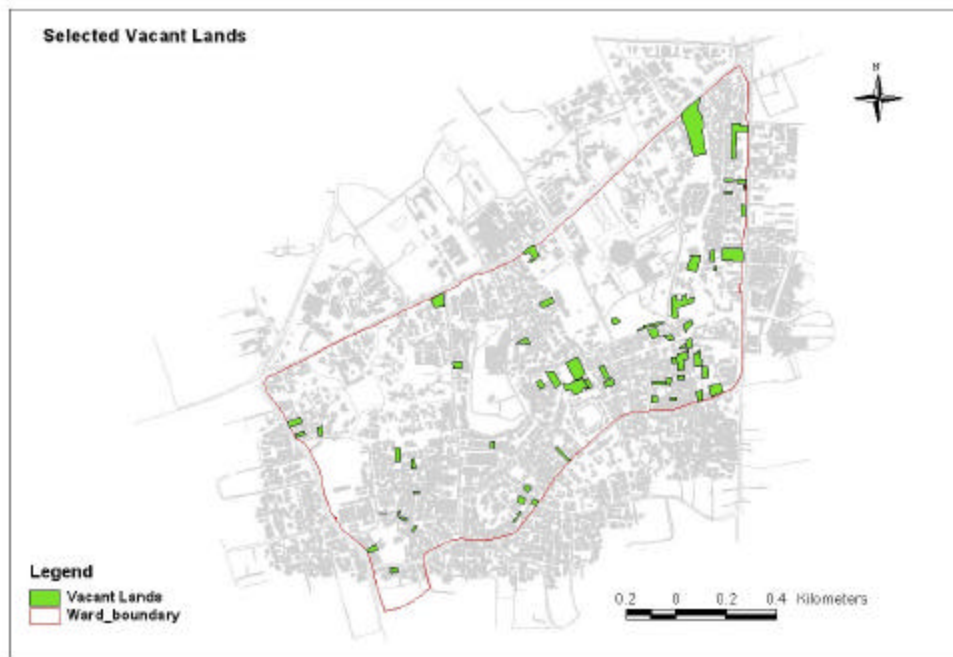 Selected Vacant Lands
N
Legend
Vacant Lands
Ward_boundary
0.2 0 0.2 0.4 Kilometers